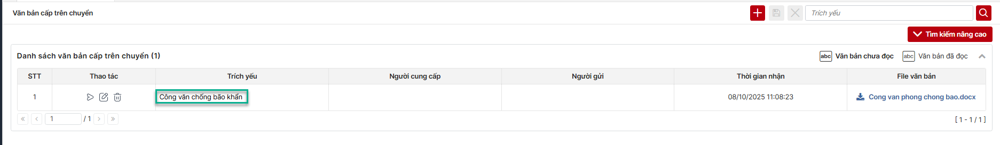 Văn bản cấp trên chuyển
Trích yếu
Tìm kiếm nâng cao
Danh sách văn bản cấp trên chuyển (1)
abc Văn bản chưa đọc abc Văn bản đã đọc
STT Thao tác Trích yếu Người cung cấp Người gửi Thời gian nhận File văn bản
1 Công văn chống bão khẩn 08/10/2025 11:08:23 Cong van phong chong bao.docx
« ‹ 1 / 1 › » [ 1 - 1 / 1 ]